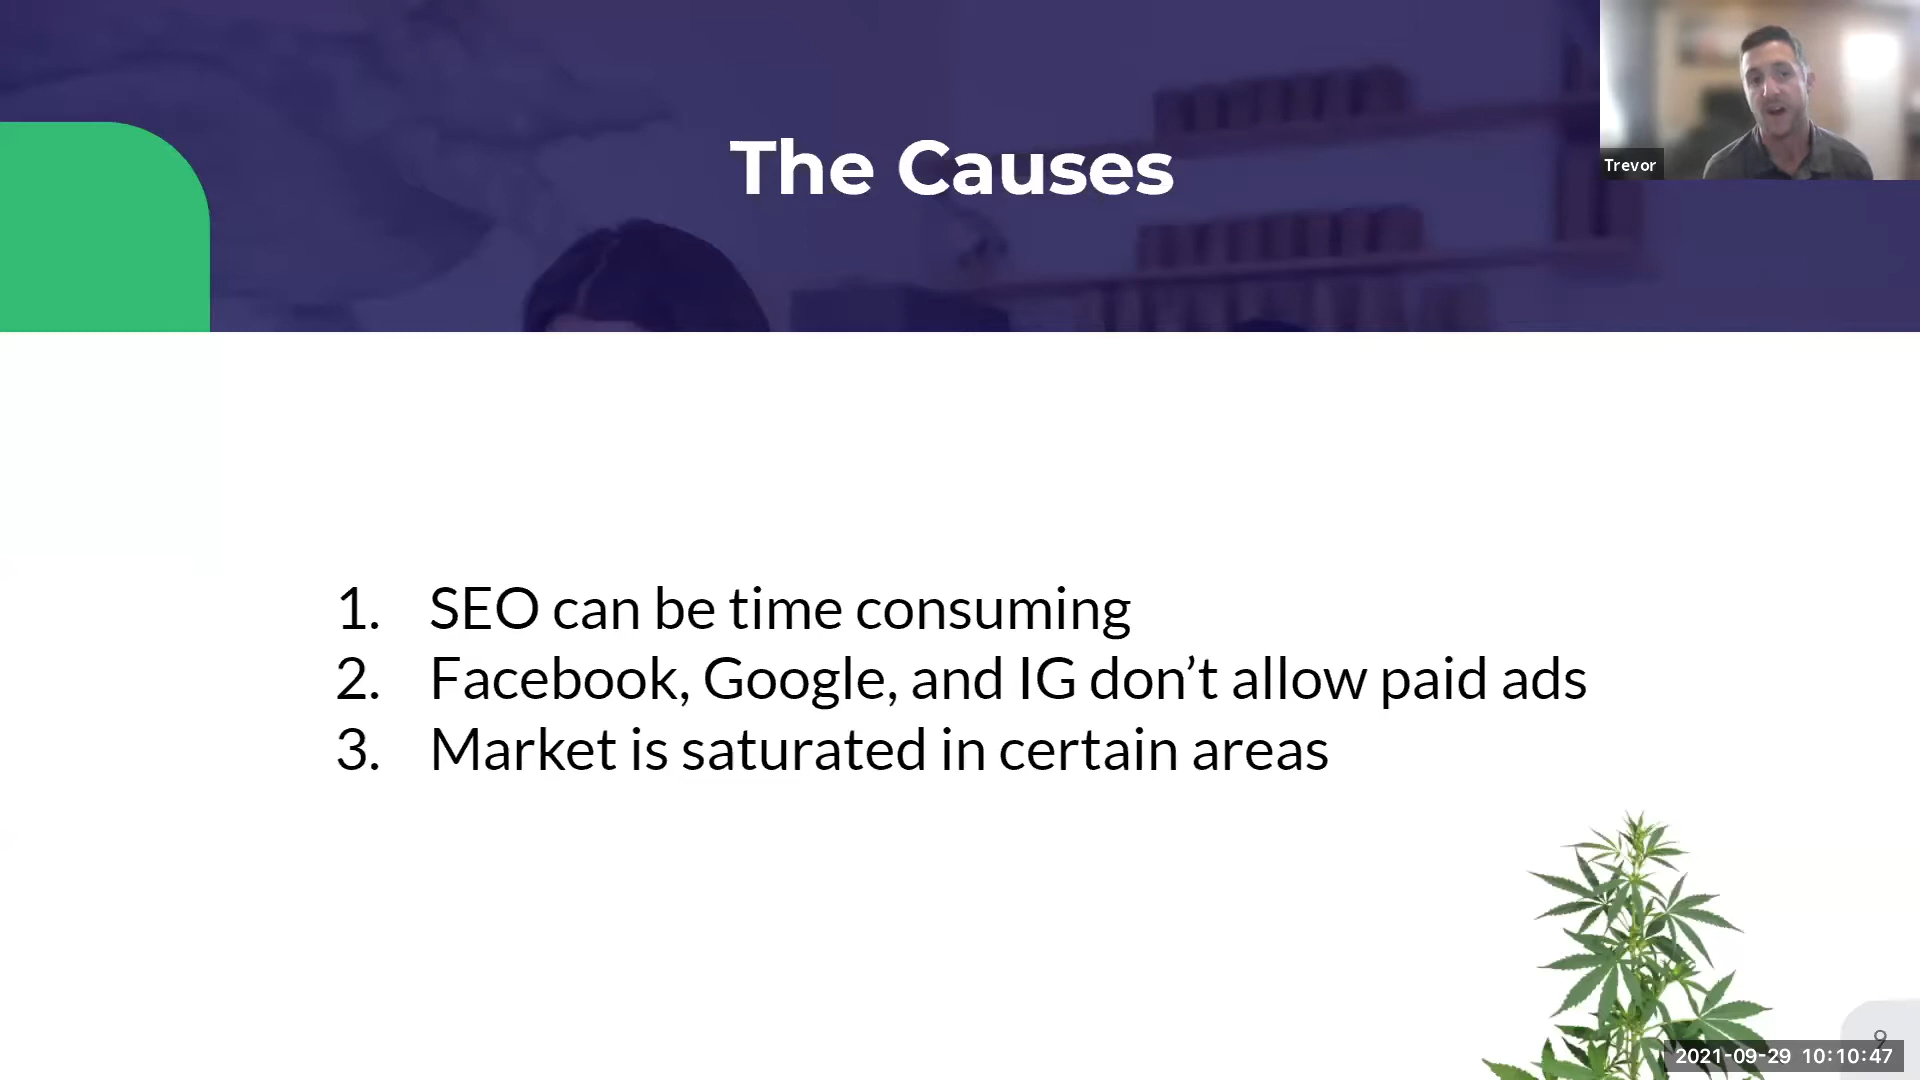 The Causes
Trevor
1. SEO can be time consuming
2. Facebook, Google, and IG don’t allow paid ads
3. Market is saturated in certain areas
9
2021-09-29 10:10:47